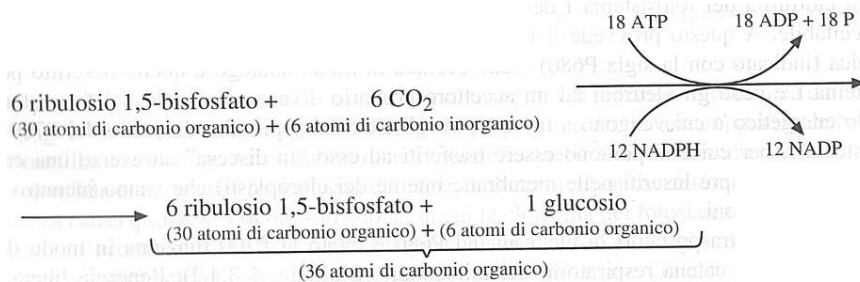 18 ATP 18 ADP + 18 P
6 ribulosio 1,5-bisfosfato + 6 CO₂
(30 atomi di carbonio organico) + (6 atomi di carbonio inorganico)
12 NADPH 12 NADP
6 ribulosio 1,5-bisfosfato + 1 glucosio
(30 atomi di carbonio organico) + (6 atomi di carbonio organico)
(36 atomi di carbonio organico)